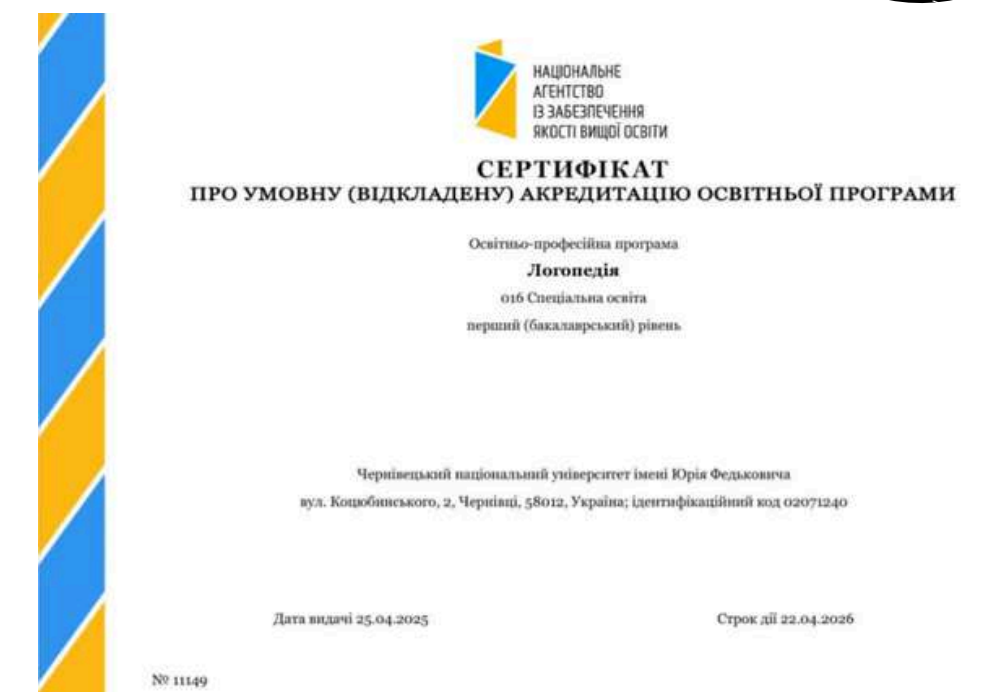 НАЦІОНАЛЬНЕ
АГЕНТСТВО
ІЗ ЗАБЕЗПЕЧЕННЯ
ЯКОСТІ ВИЩОЇ ОСВІТИ
СЕРТИФІКАТ
ПРО УМОВНУ (ВІДКЛАДЕНУ) АКРЕДИТАЦІЮ ОСВІТНЬОЇ ПРОГРАМИ
Освітньо-професійна програма
Логопедія
016 Спеціальна освіта
перший (бакалаврський) рівень
Чернівецький національний університет імені Юрія Федьковича
вул. Коцюбинського, 2, Чернівці, 58012, Україна; ідентифікаційний код 02071240
Дата видачі 25.04.2025
Строк дії 22.04.2026
№ 11149